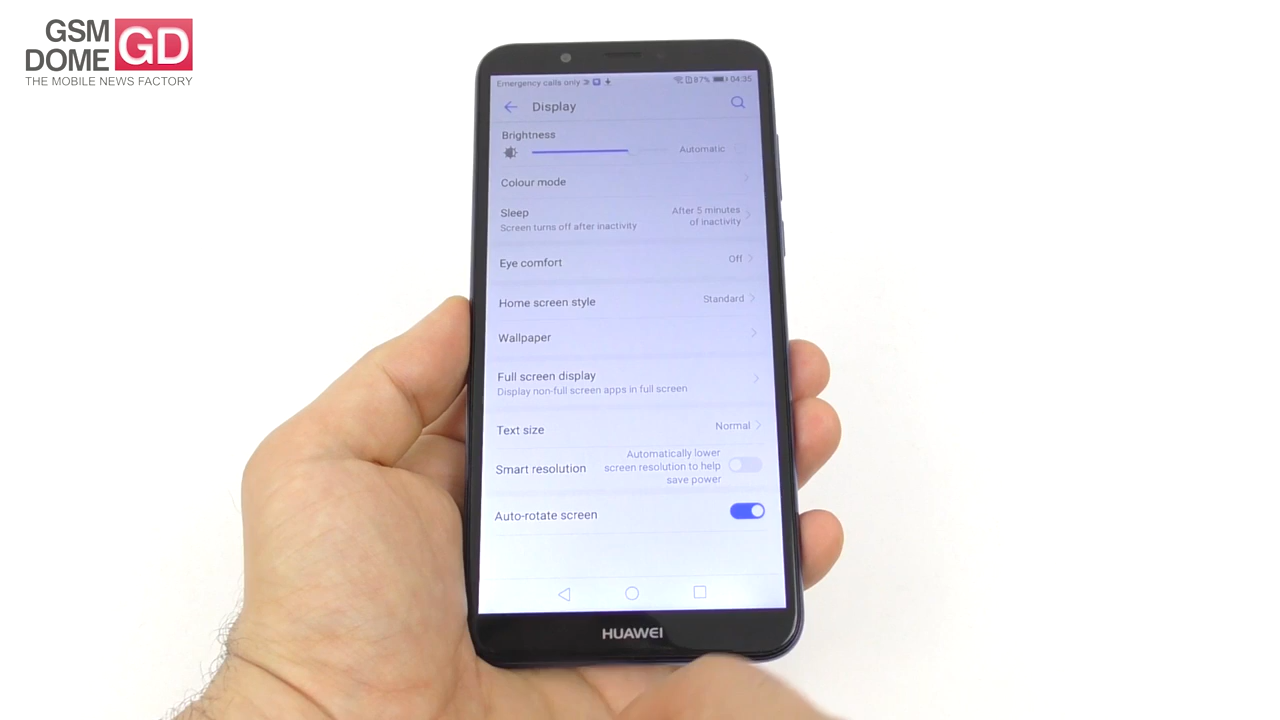 GSM
DOME GD
THE MOBILE NEWS FACTORY
Emergency calls only 87% 04:35
Display
Brightness
Automatic
Colour mode
Sleep
Screen turns off after inactivity
After 5 minutes
of inactivity
Eye comfort
Off
Home screen style
Standard
Wallpaper
Full screen display
Display non-full screen apps in full screen
Text size
Normal
Smart resolution
Automatically lower
screen resolution to help
save power
Auto-rotate screen
HUAWEI